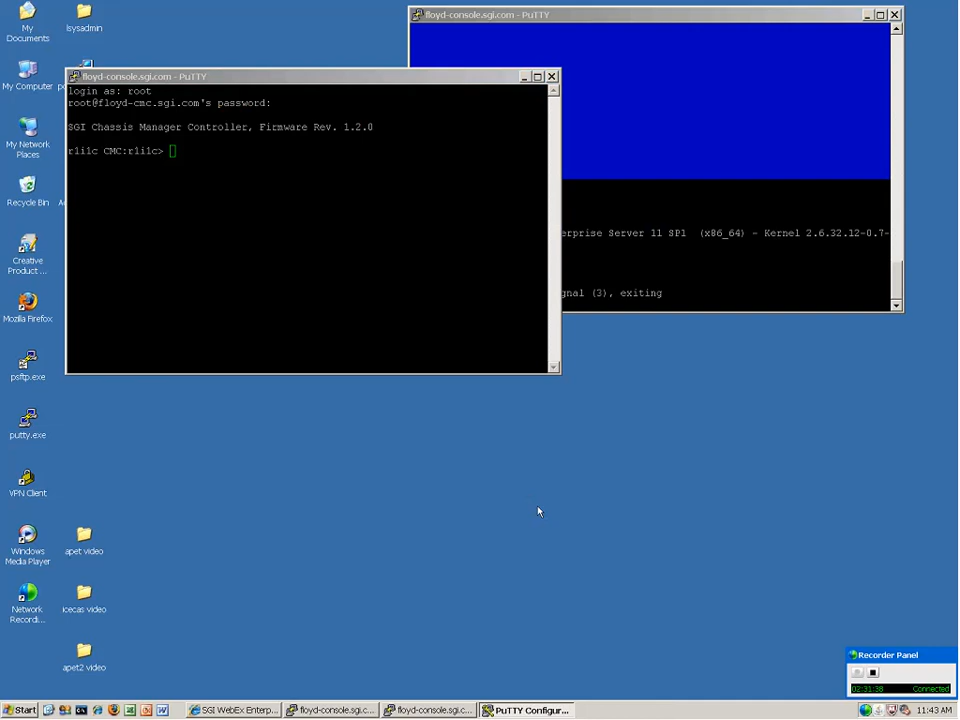 My
Documents
lsysadmin
My Computer
My Network
Places
Recycle Bin
Creative
Product ...
Mozilla Firefox
psftp.exe
putty.exe
VPN Client
Windows
Media Player
apet video
Network
Recordi...
icecas video
apet2 video
floyd-console.sgi.com - PuTTY
erprise Server 11 SP1  (x86_64) - Kernel 2.6.32.12-0.7-
gnal (3), exiting
floyd-console.sgi.com - PuTTY
login as: root
root@floyd-cmc.sgi.com's password:
SGI Chassis Manager Controller, Firmware Rev. 1.2.0
r1i1c CMC:r1i1c>
Recorder Panel
02:31:38
Connected
Start
SGI WebEx Enterp...
floyd-console.sgi.c...
floyd-console.sgi.c...
PuTTY Configur...
11:43 AM